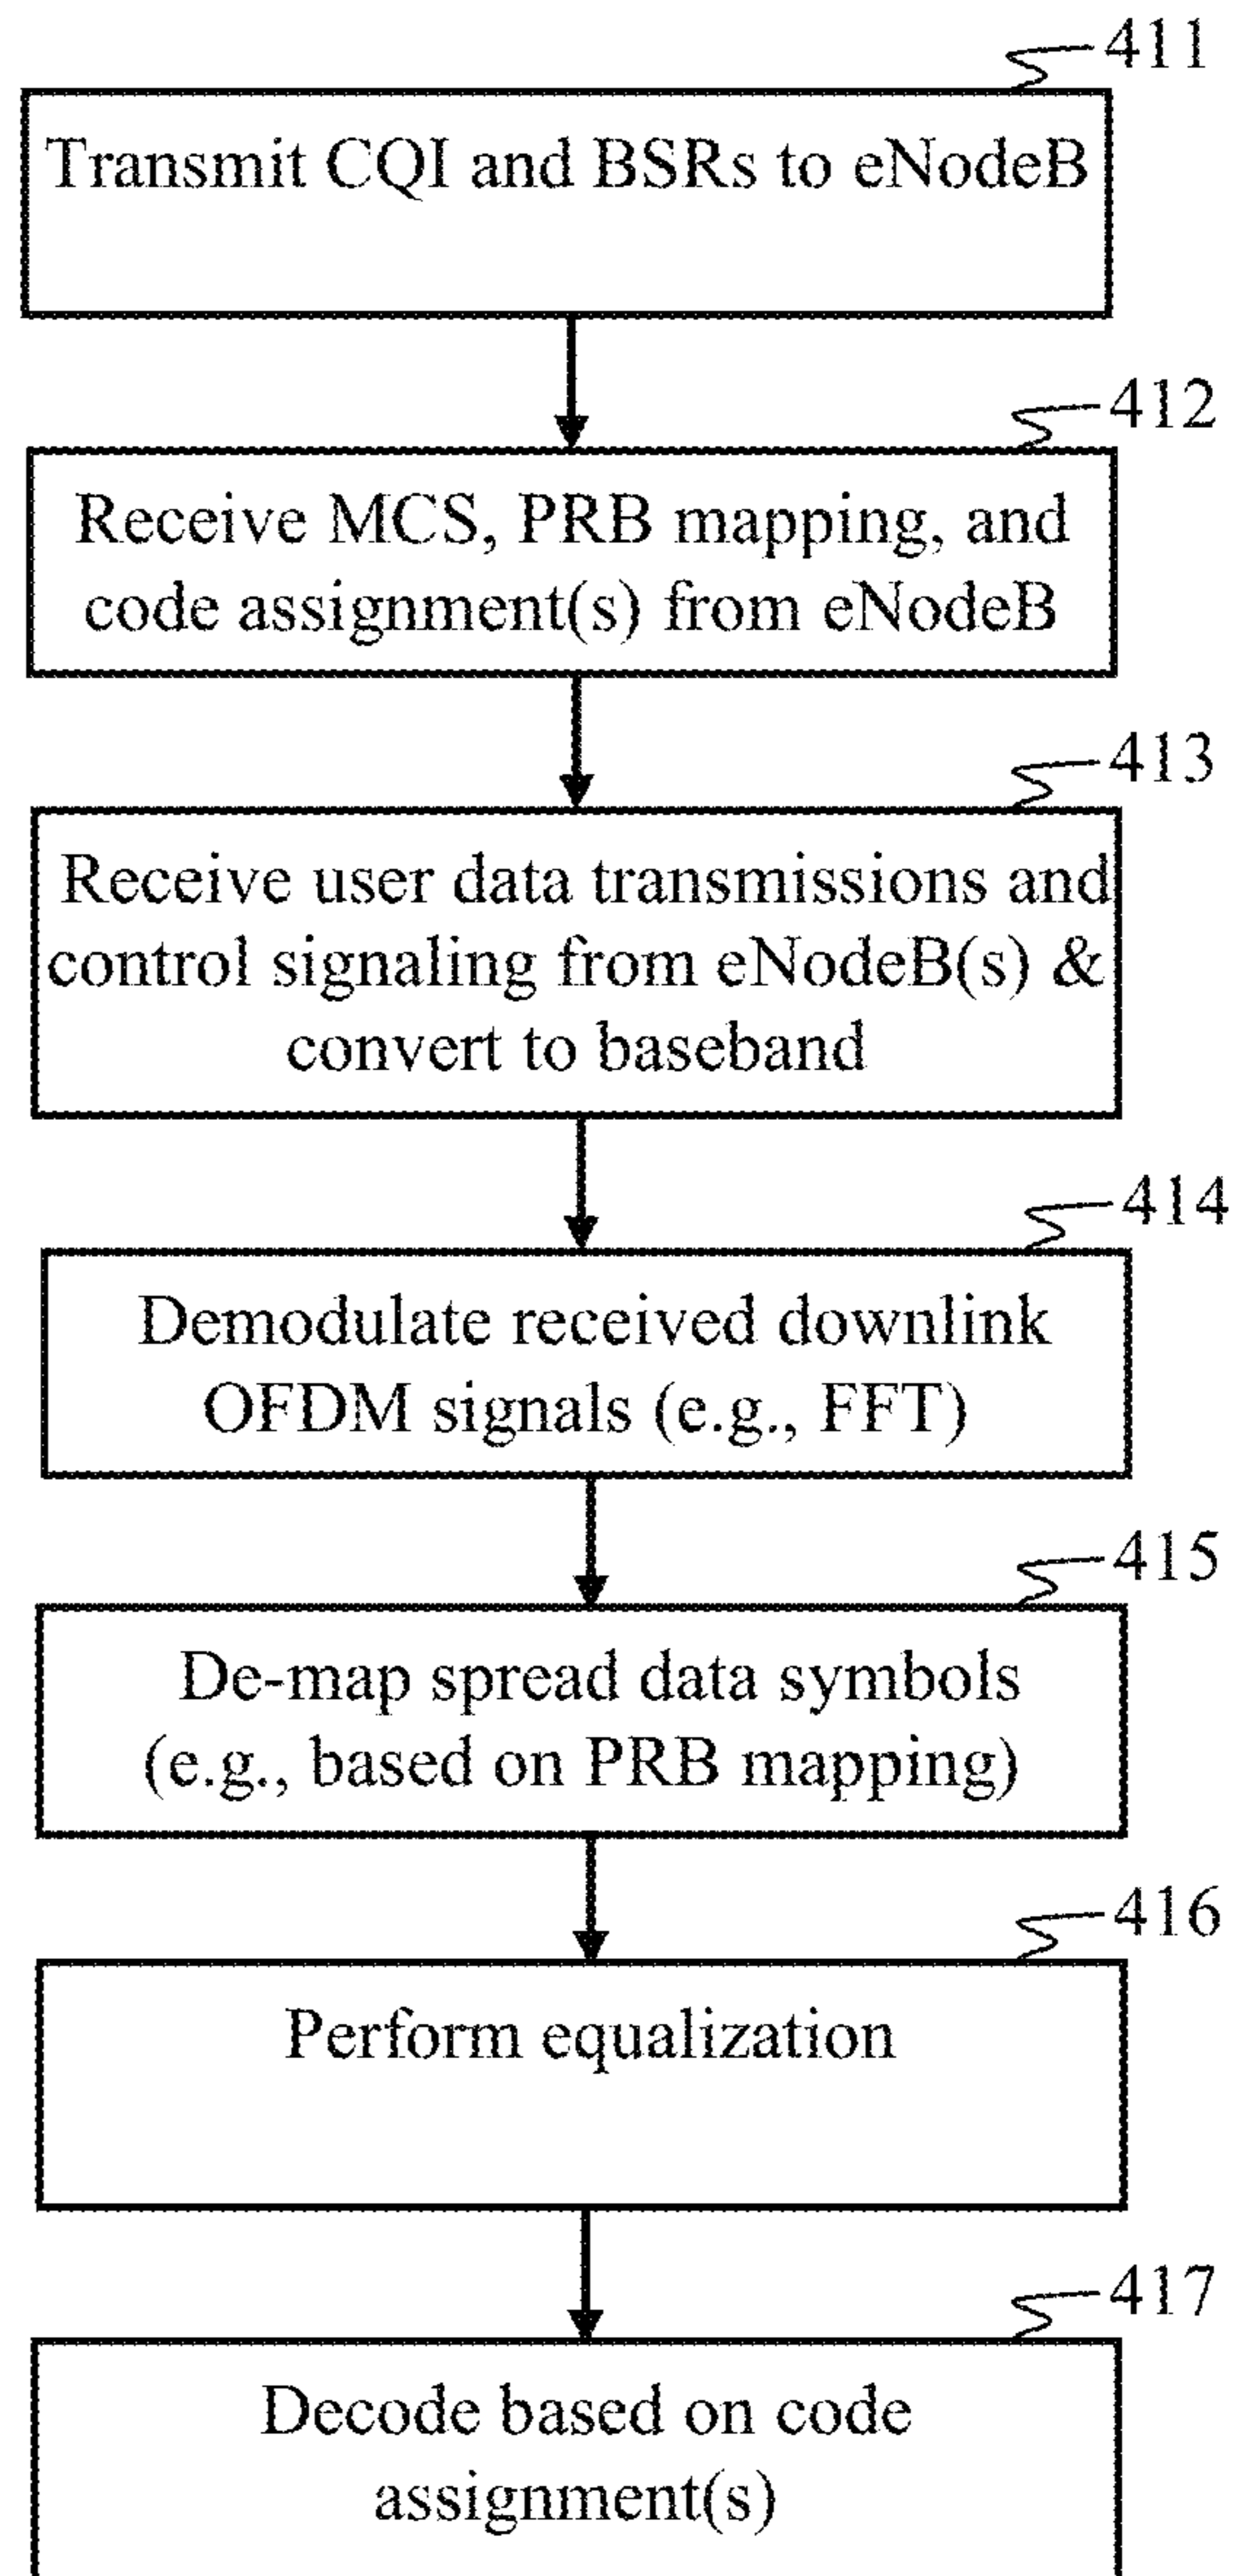 411
Transmit CQI and BSRs to eNodeB
412
Receive MCS, PRB mapping, and
code assignment(s) from eNodeB
413
Receive user data transmissions and
control signaling from eNodeB(s) &
convert to baseband
414
Demodulate received downlink
OFDM signals (e.g., FFT)
415
De-map spread data symbols
(e.g., based on PRB mapping)
416
Perform equalization
417
Decode based on code
assignment(s)